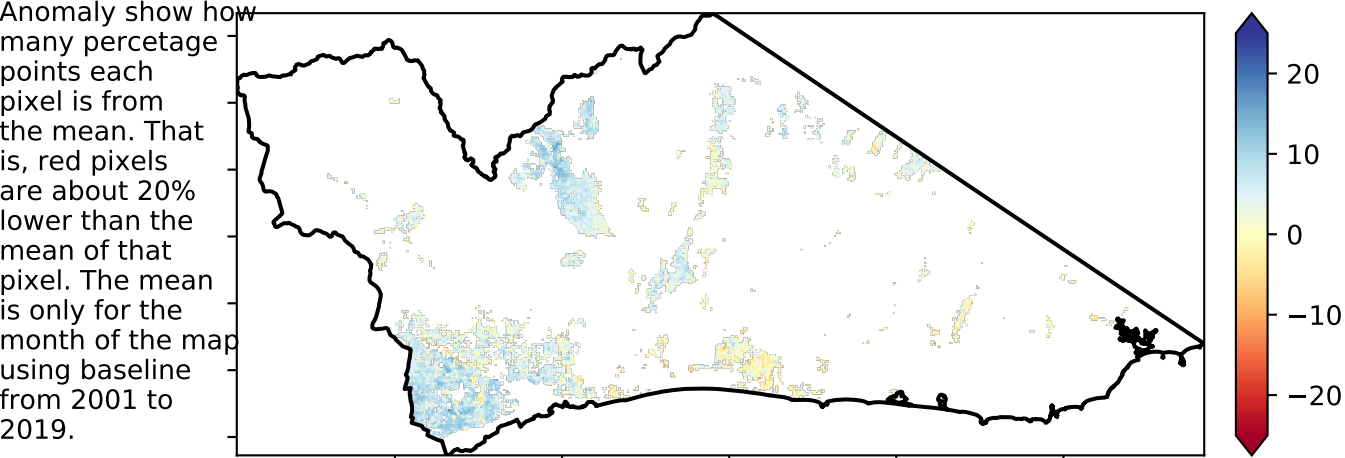 Anomaly show how
many percetage
points each
pixel is from
the mean. That
is, red pixels
are about 20%
lower than the
mean of that
pixel. The mean
is only for the
month of the map
using baseline
from 2001 to
2019.
20
10
0
−10
−20